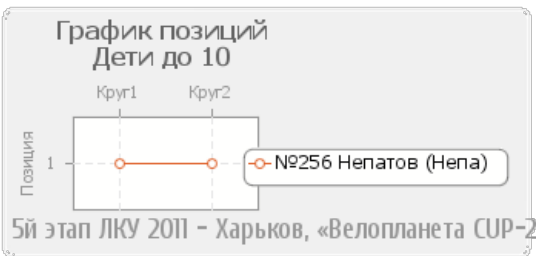 График позиций
Дети до 10
Круг1 Круг2
Позиция
1
№256 Непатов (Непа)
5й этап ЛКУ 2011 - Харьков, «Велопланета CUP-2